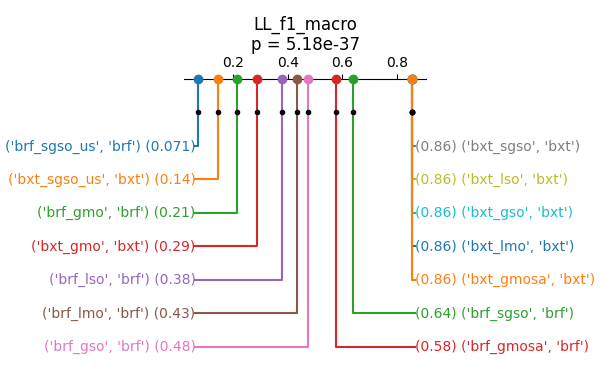 LL_f1_macro
p = 5.18e-37
0.2 0.4 0.6 0.8
('brf_sgso_us', 'brf') (0.071) (0.86) ('bxt_sgso', 'bxt')
('bxt_sgso_us', 'bxt') (0.14) (0.86) ('bxt_lso', 'bxt')
('brf_gmo', 'brf') (0.21) (0.86) ('bxt_gso', 'bxt')
('bxt_gmo', 'bxt') (0.29) (0.86) ('bxt_lmo', 'bxt')
('brf_lso', 'brf') (0.38) (0.86) ('bxt_gmosa', 'bxt')
('brf_lmo', 'brf') (0.43) (0.64) ('brf_sgso', 'brf')
('brf_gso', 'brf') (0.48) (0.58) ('brf_gmosa', 'brf')